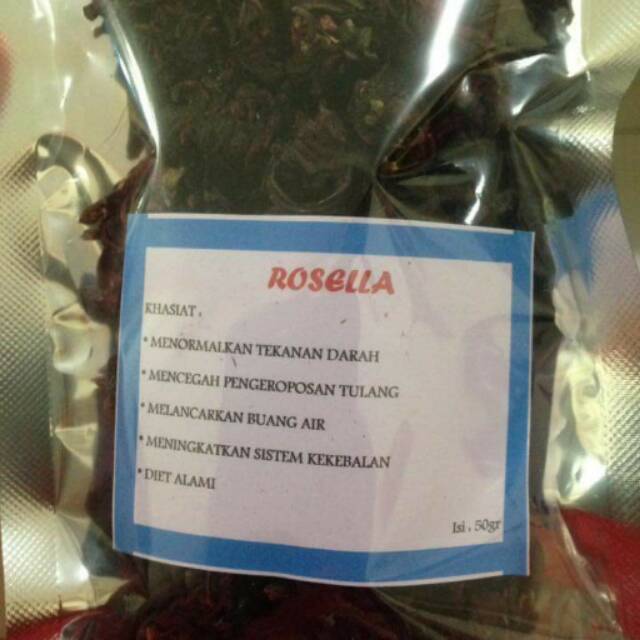 ROSELLA
KHASIAT :
* MENORMALKAN TEKANAN DARAH
* MENCEGAH PENGEROPOSAN TULANG
* MELANCARKAN BUANG AIR
* MENINGKATKAN SISTEM KEKEBALAN
* DIET ALAMI
Isi : 50gr